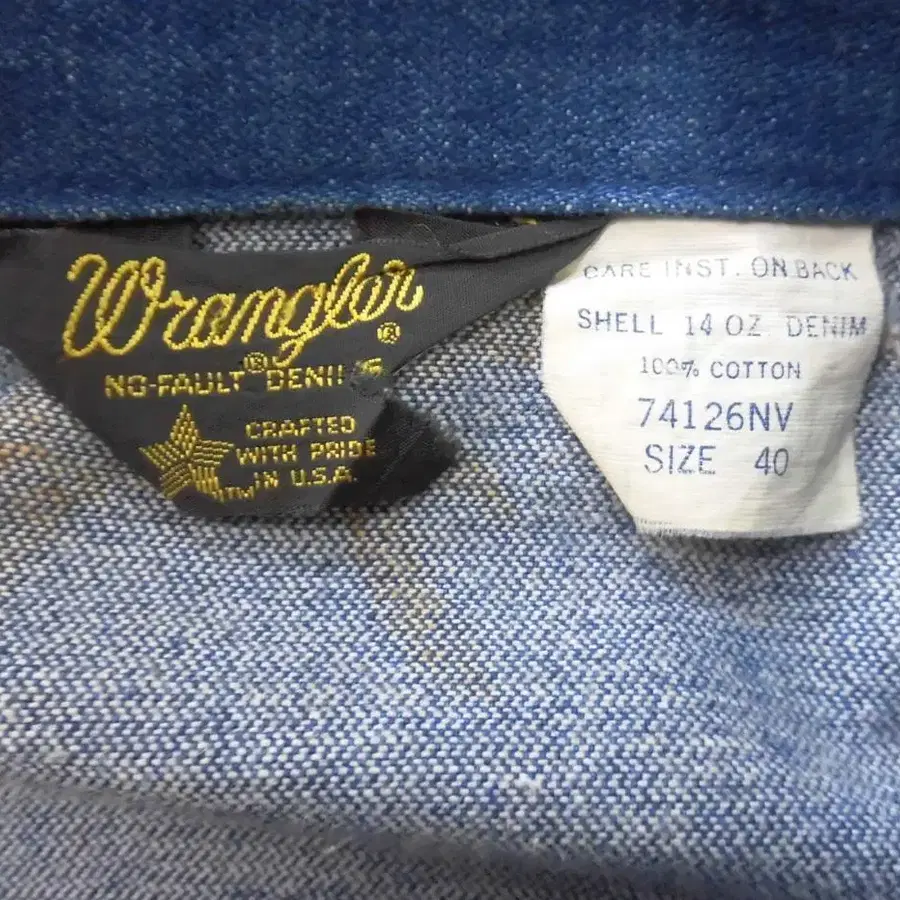 Wrangler®
NO-FAULT® DENIMS
CRAFTED
WITH PRIDE
IN U.S.A.
TM
CARE INST. ON BACK
SHELL 14 OZ. DENIM
100% COTTON
74126NV
SIZE 40